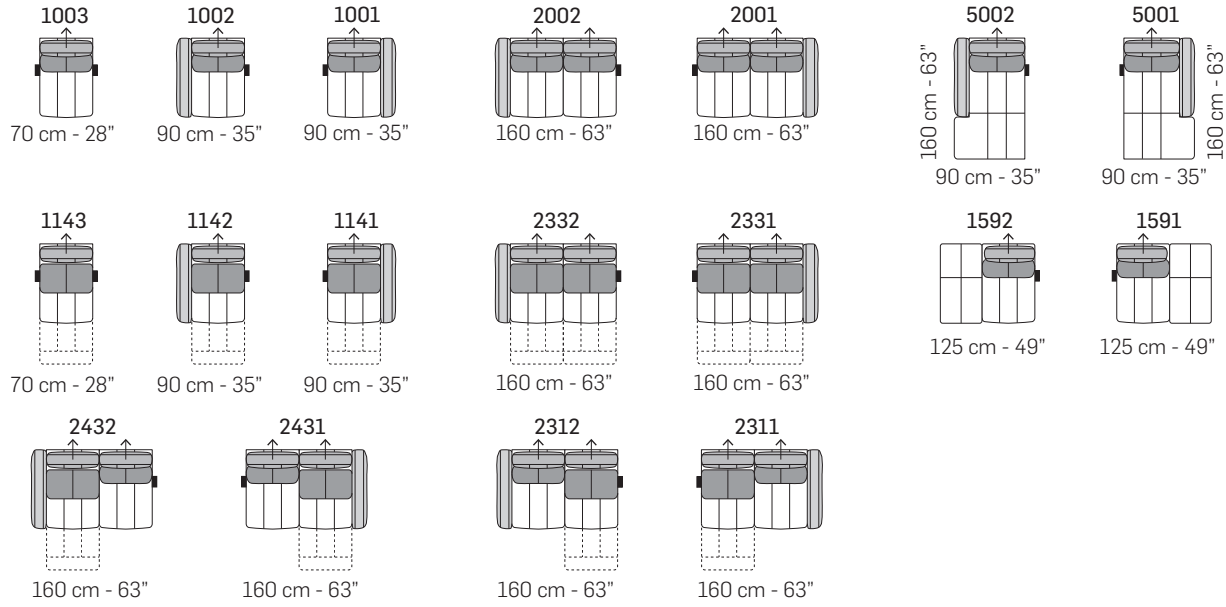 1003 1002 1001 2002 2001 5002 5001
160 cm - 63”
160 cm - 63”
70 cm - 28” 90 cm - 35” 90 cm - 35” 160 cm - 63” 160 cm - 63”
90 cm - 35” 90 cm - 35”
1143 1142 1141 2332 2331 1592 1591
125 cm - 49” 125 cm - 49”
70 cm - 28” 90 cm - 35” 90 cm - 35” 160 cm - 63” 160 cm - 63”
2432 2431 2312 2311
160 cm - 63” 160 cm - 63” 160 cm - 63” 160 cm - 63”